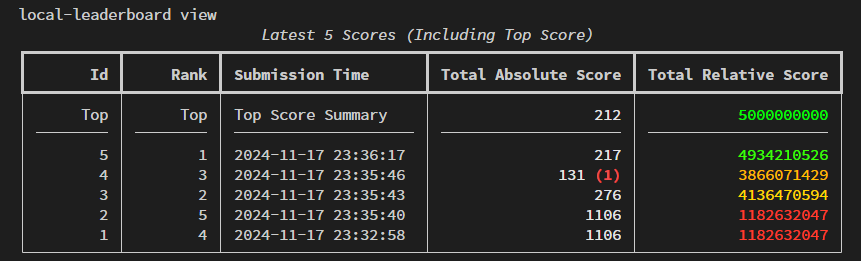 local-leaderboard view
Latest 5 Scores (Including Top Score)
Id Rank Submission Time Total Absolute Score Total Relative Score
Top Top Top Score Summary 212 5000000000
5 1 2024-11-17 23:36:17 217 4934210526
4 3 2024-11-17 23:35:46 131 (1) 3866071429
3 2 2024-11-17 23:35:43 276 4136470594
2 5 2024-11-17 23:35:40 1106 1182632047
1 4 2024-11-17 23:32:58 1106 1182632047